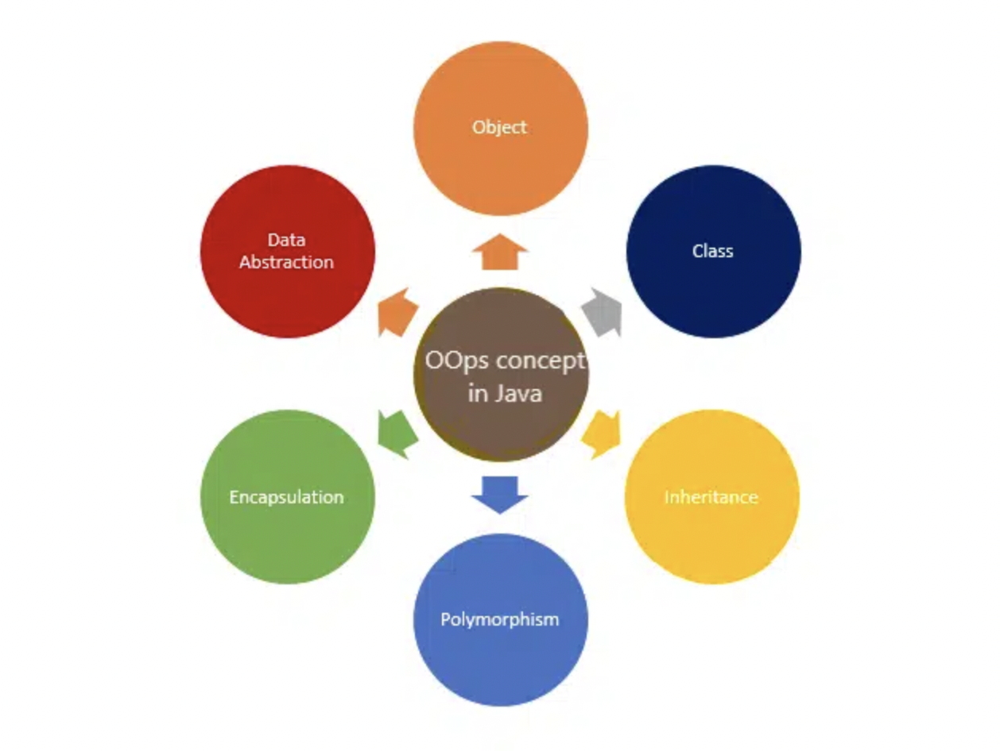 Object
Data
Abstraction
Class
OOps concept
in Java
Encapsulation
Inheritance
Polymorphism